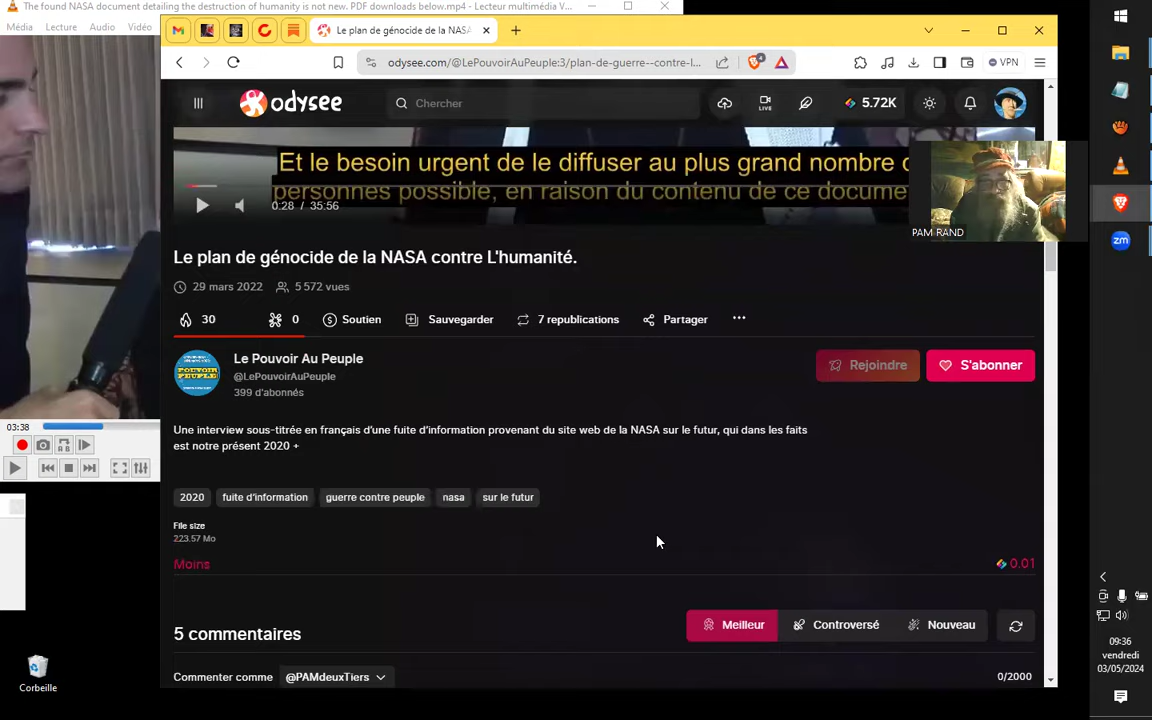 The found NASA document detailing the destruction of humanity is not new. PDF downloads below.mp4 - Lecteur multimédia V...
Média Lecture Audio Vidéo
Le plan de génocide de la NASA
odysee.com/@LePouvoirAuPeuple:3/plan-de-guerre--contre-l...
4
VPN
odysee
Chercher
LIVE
5.72K
Et le besoin urgent de le diffuser au plus grand nombre
personnes possible, en raison du contenu de ce docume
0:28 / 35:56
PAM RAND
zm
Le plan de génocide de la NASA contre L'humanité.
29 mars 2022 5 572 vues
30 0 Soutien Sauvegarder 7 republications Partager ...
POUVOIR
PEUPLE
Le Pouvoir Au Peuple
@LePouvoirAuPeuple
399 d'abonnés
Rejoindre S'abonner
03:38
Une interview sous-titrée en français d'une fuite d'information provenant du site web de la NASA sur le futur, qui dans les faits
est notre présent 2020 +
2020 fuite d'information guerre contre peuple nasa sur le futur
File size
223.57 Mo
Moins
0.01
5 commentaires
Meilleur Controversé Nouveau
Commenter comme @PAMdeuxTiers
0/2000
Corbeille
09:36
vendredi
03/05/2024